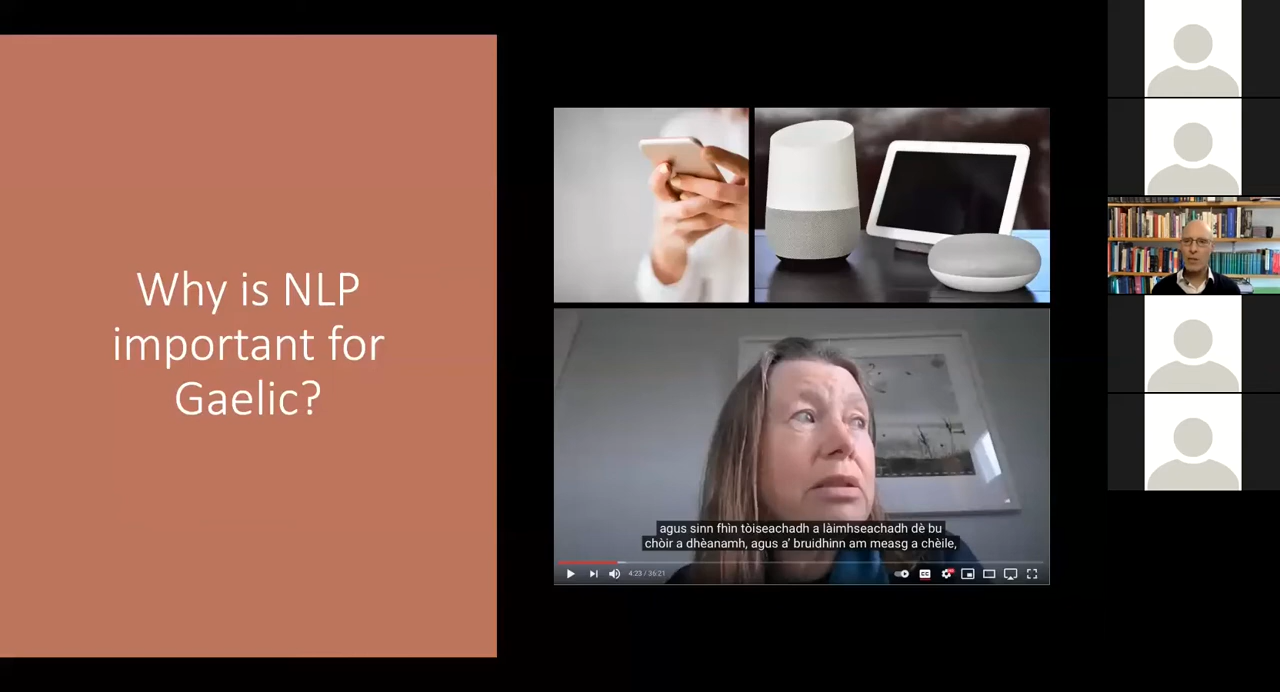 Why is NLP
important for
Gaelic?
agus sinn fhìn tòiseachadh a làimhseachadh dè bu
chòir a dhèanamh, agus a' bruidhinn am measg a chèile,
4:23 / 36:21
CC